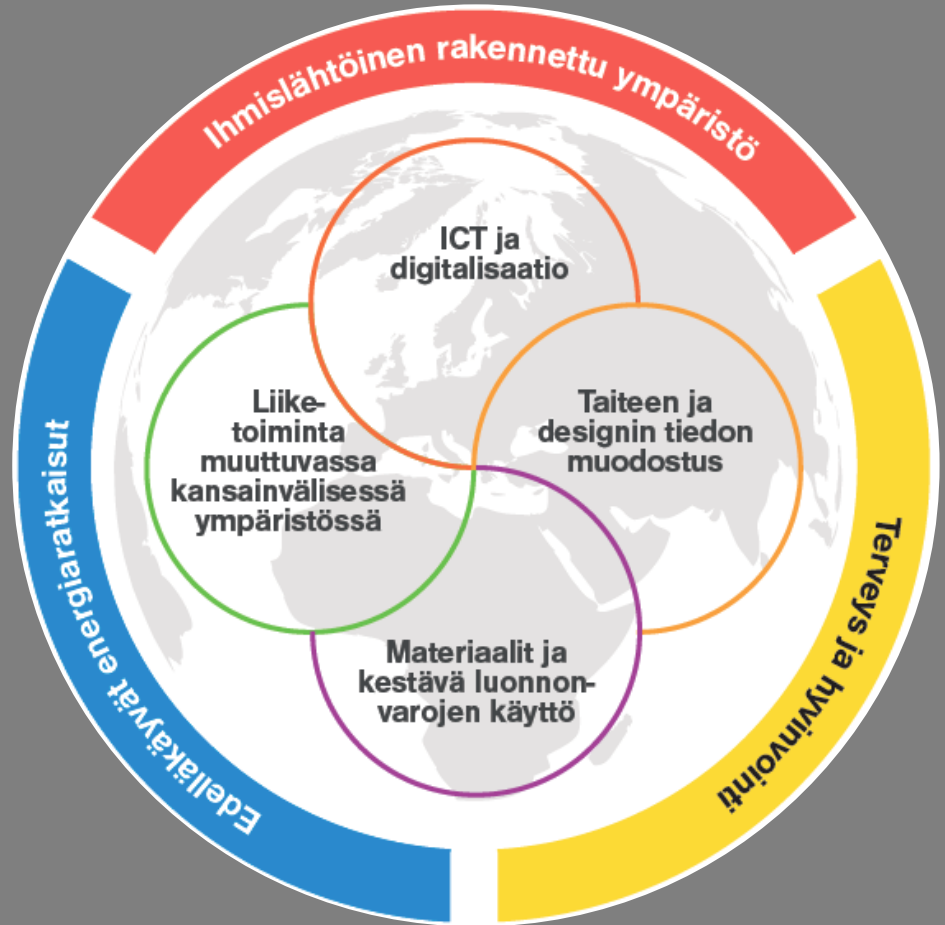 Ihmislähtöinen rakennettu ympäristö
ICT ja
digitalisaatio
Liike-
toiminta
muuttuvassa
kansainvälisessä
ympäristössä
Taiteen ja
designin tiedon
muodostus
Materiaalit ja
kestävä luonnon-
varojen käyttö
Edelläkäyvät energiaratkaisut
Terveys ja hyvinvointi